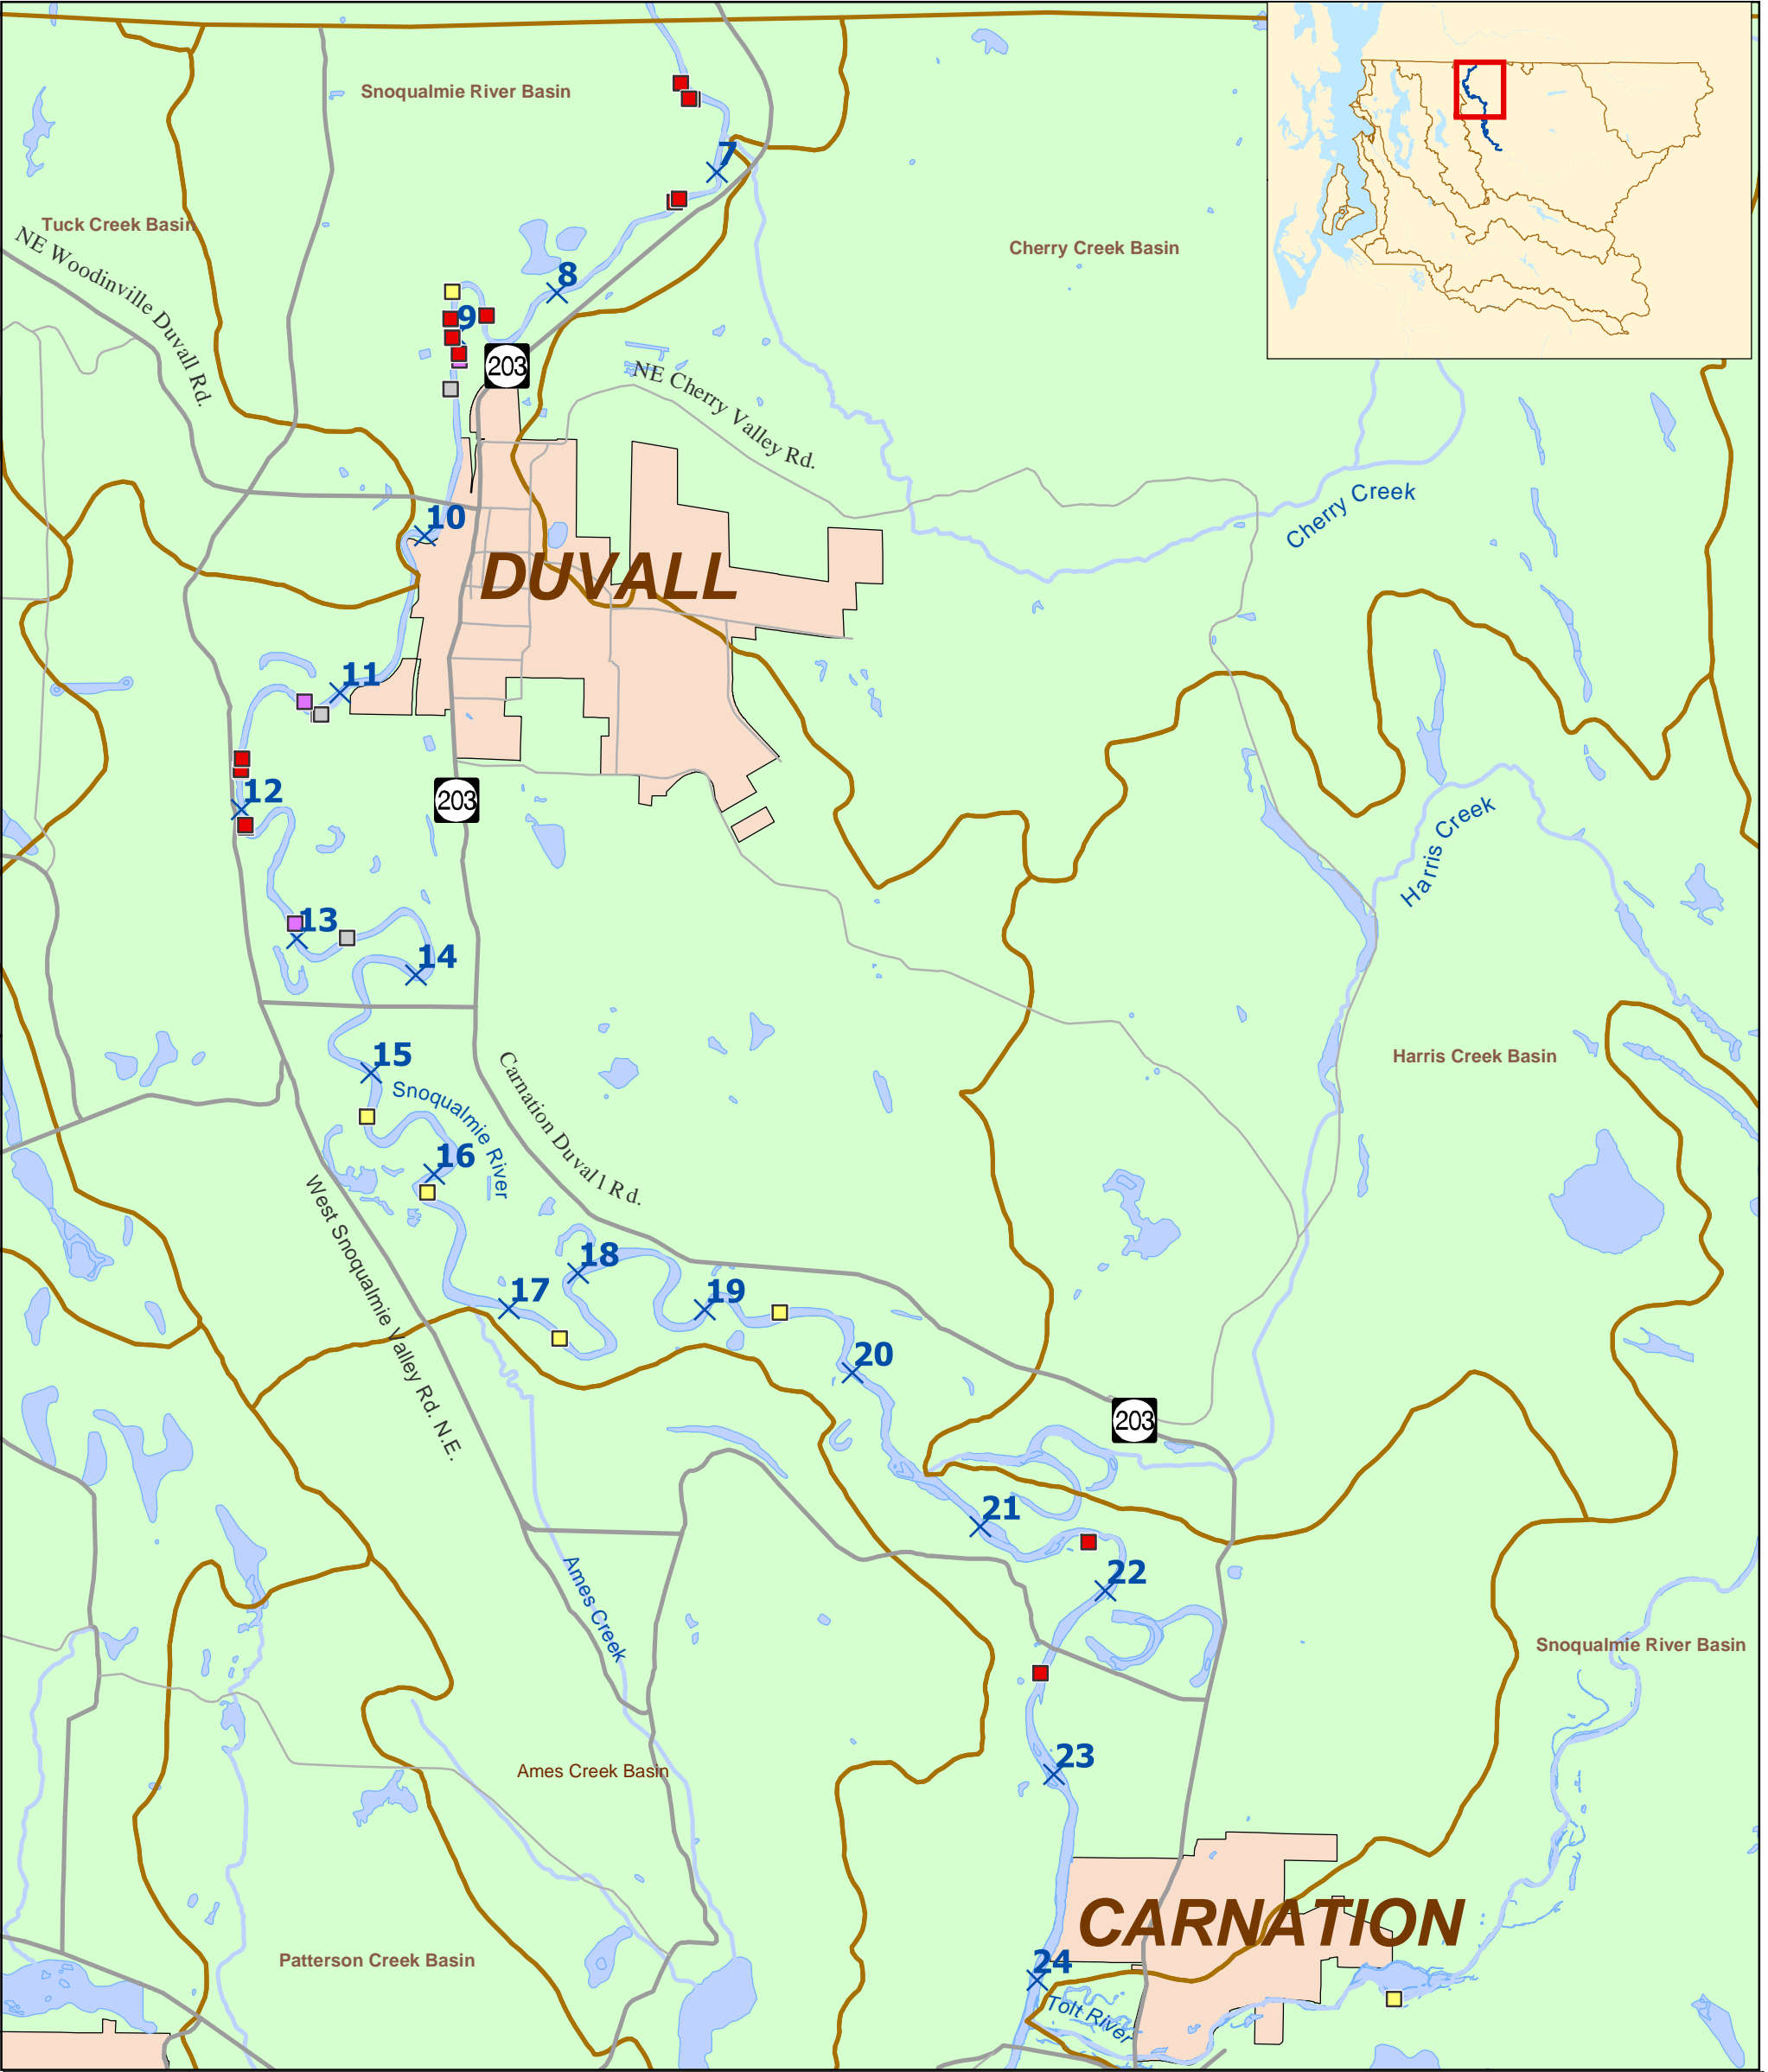 Snoqualmie River Basin
7
Tuck Creek Basin
NE Woodinville Duvall Rd.
Cherry Creek Basin
8
9
203
NE Cherry Valley Rd.
10
Cherry Creek
DUVALL
11
12
203
Harris Creek
13
14
15
Snoqualmie River
Carnation Duvall Rd.
Harris Creek Basin
16
West Snoqualmie Valley Rd. N.E.
17
18
19
20
203
21
22
Ames Creek
Snoqualmie River Basin
23
Ames Creek Basin
CARNATION
24
Patterson Creek Basin
Tolt River